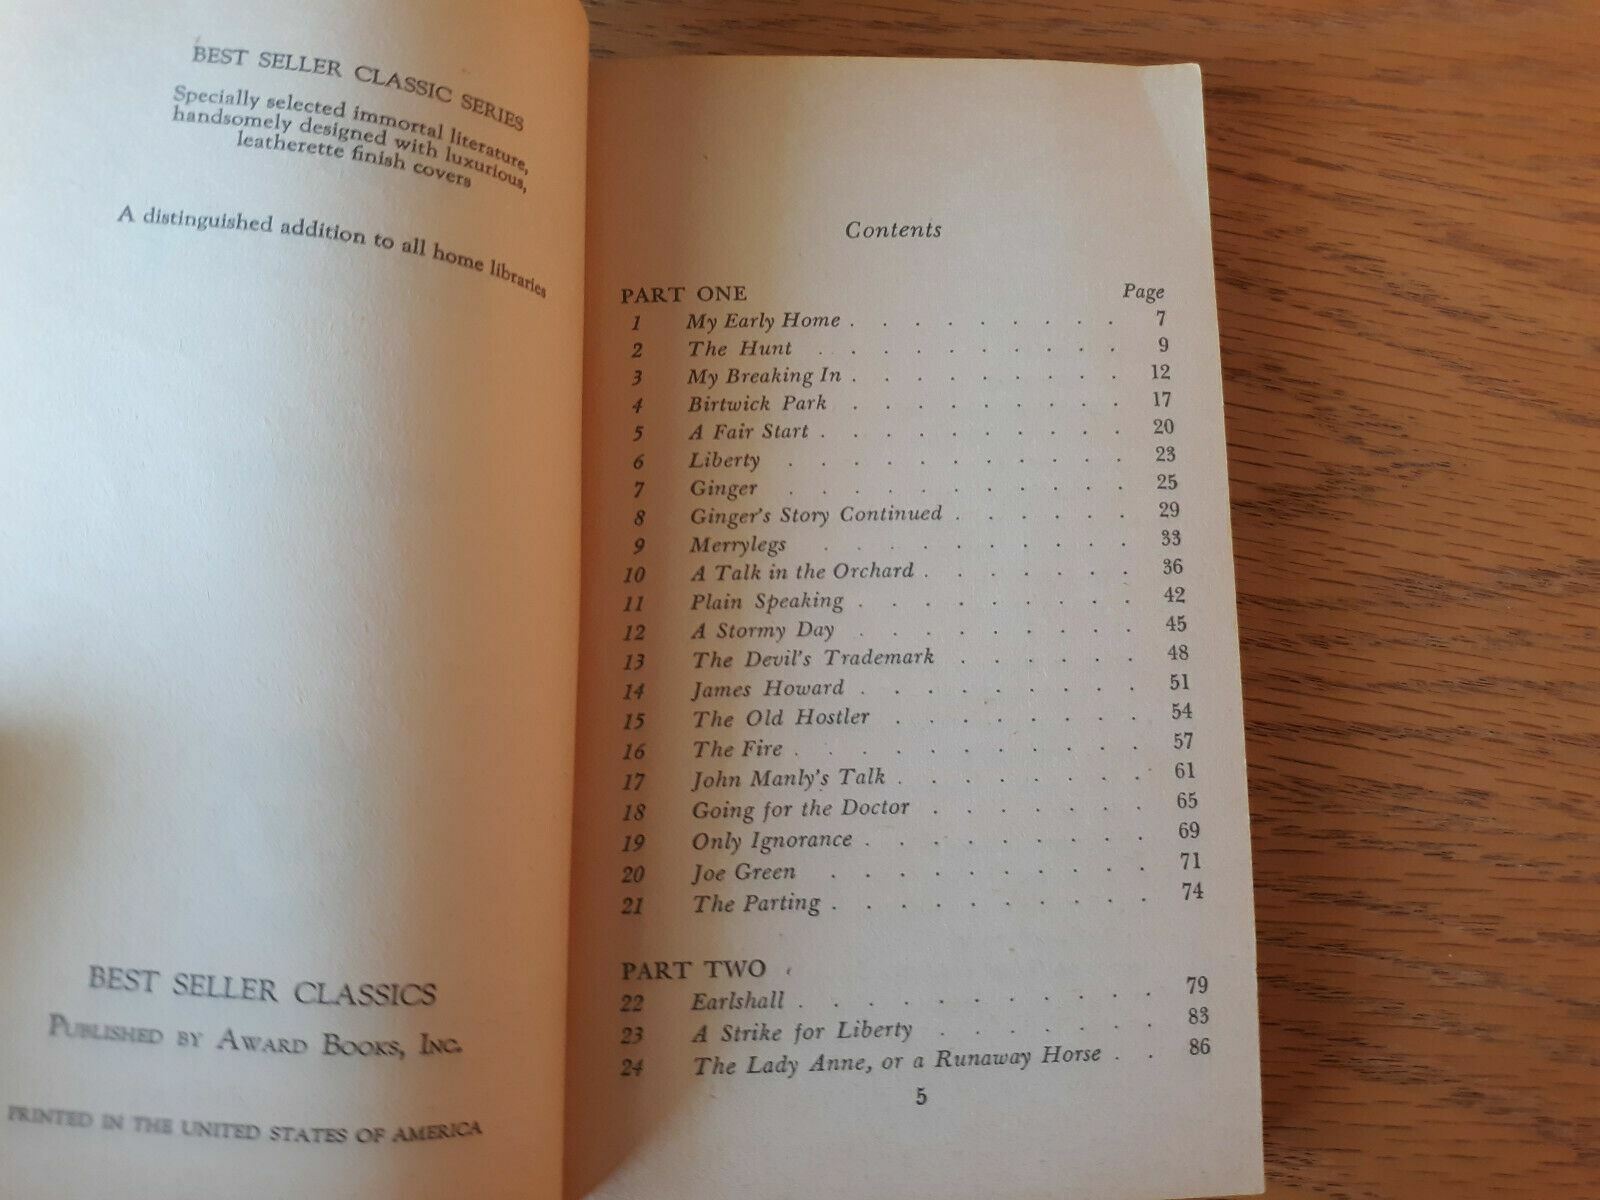 BEST SELLER CLASSIC SERIES
Specially selected immortal literature,
handsomely designed with luxurious,
leatherette finish covers
A distinguished addition to all home libraries
BEST SELLER CLASSICS
PUBLISHED BY AWARD BOOKS, INC.
PRINTED IN THE UNITED STATES OF AMERICA
Contents
PART ONE Page
1 My Early Home . . . . . . . . . 7
2 The Hunt . . . . . . . . . . 9
3 My Breaking In . . . . . . . . . 12
4 Birtwick Park . . . . . . . . . 17
5 A Fair Start . . . . . . . . . . 20
6 Liberty . . . . . . . . . . . 23
7 Ginger . . . . . . . . . . . 25
8 Ginger's Story Continued . . . . . . 29
9 Merrylegs . . . . . . . . . . 33
10 A Talk in the Orchard . . . . . . . 36
11 Plain Speaking . . . . . . . . . 42
12 A Stormy Day . . . . . . . . . 45
13 The Devil's Trademark . . . . . . 48
14 James Howard . . . . . . . . . 51
15 The Old Hostler . . . . . . . . 54
16 The Fire . . . . . . . . . . . 57
17 John Manly's Talk . . . . . . . . 61
18 Going for the Doctor . . . . . . . 65
19 Only Ignorance . . . . . . . . . 69
20 Joe Green . . . . . . . . . . 71
21 The Parting . . . . . . . . . . 74
PART TWO
22 Earlshall . . . . . . . . . . . 79
23 A Strike for Liberty . . . . . . . 83
24 The Lady Anne, or a Runaway Horse . . 86
5